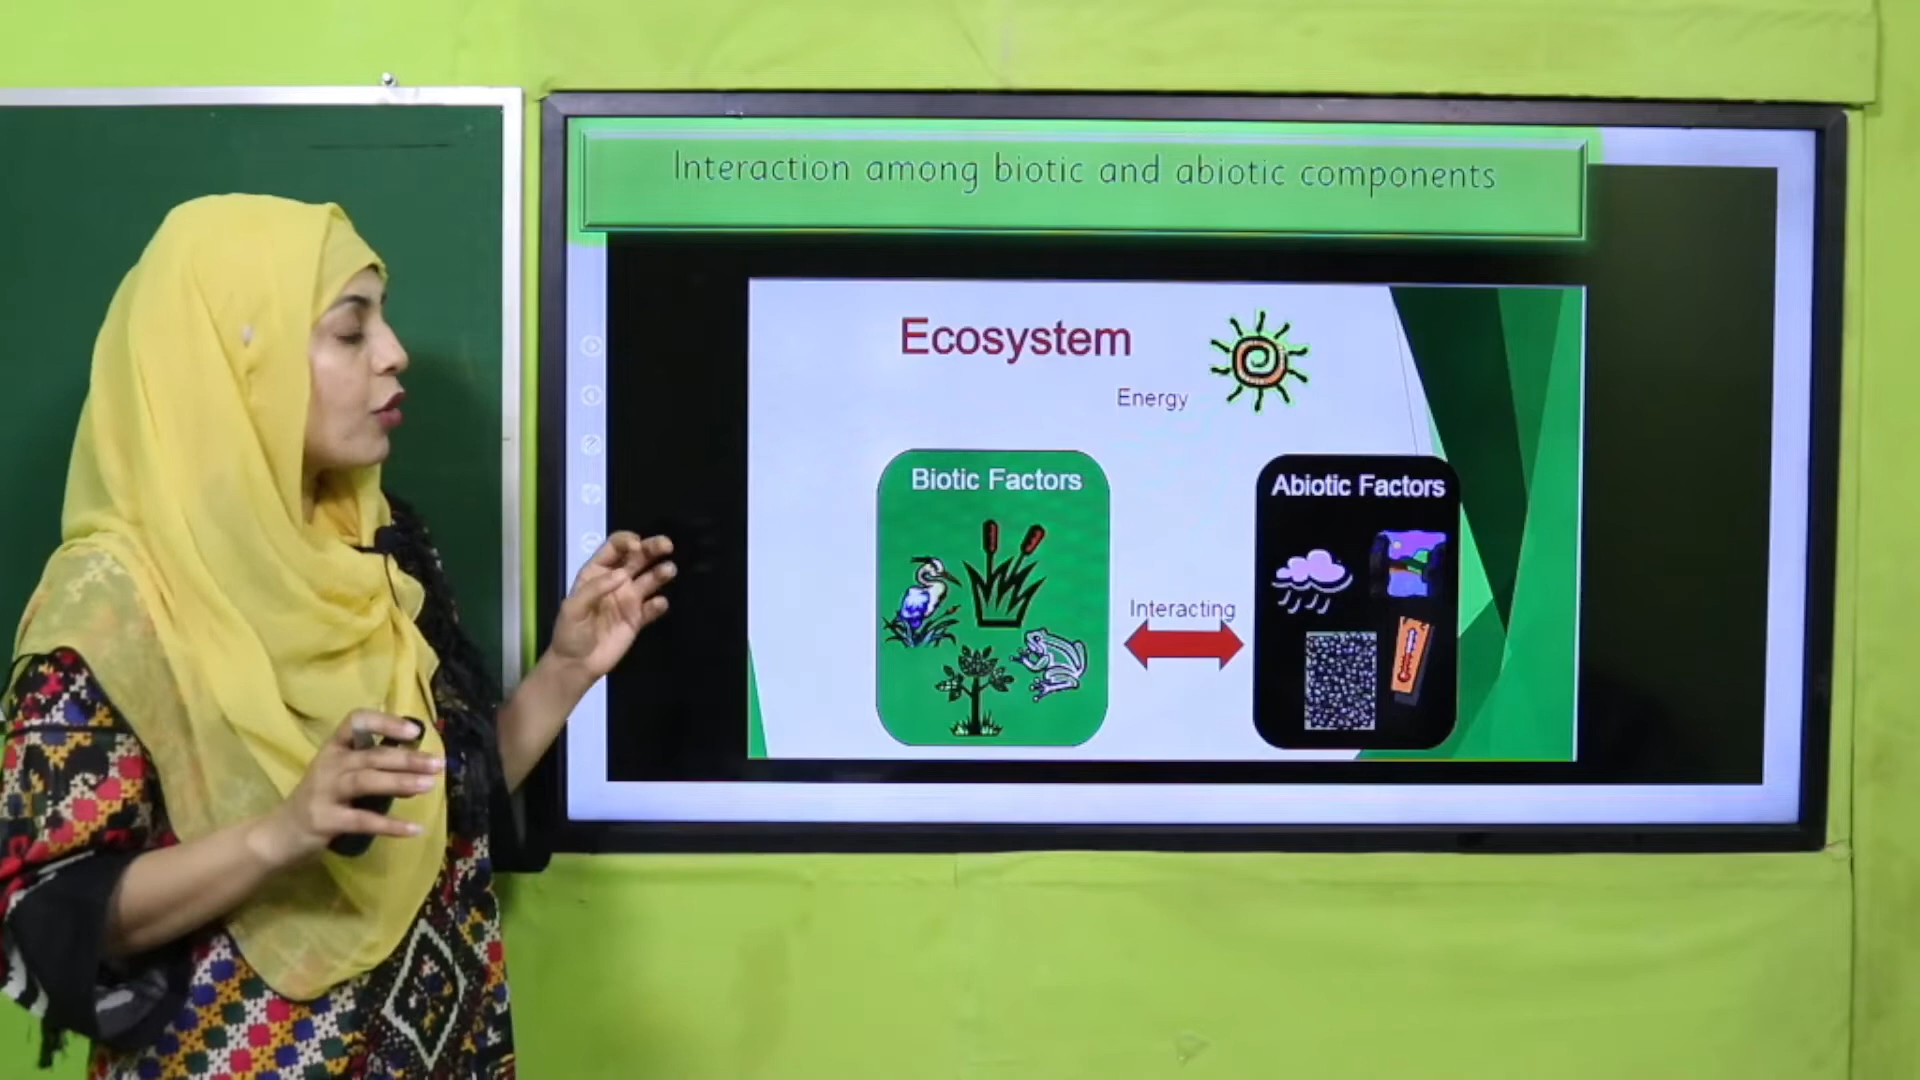 Interaction among biotic and abiotic components
Ecosystem
Energy
Biotic Factors
Abiotic Factors
Interacting